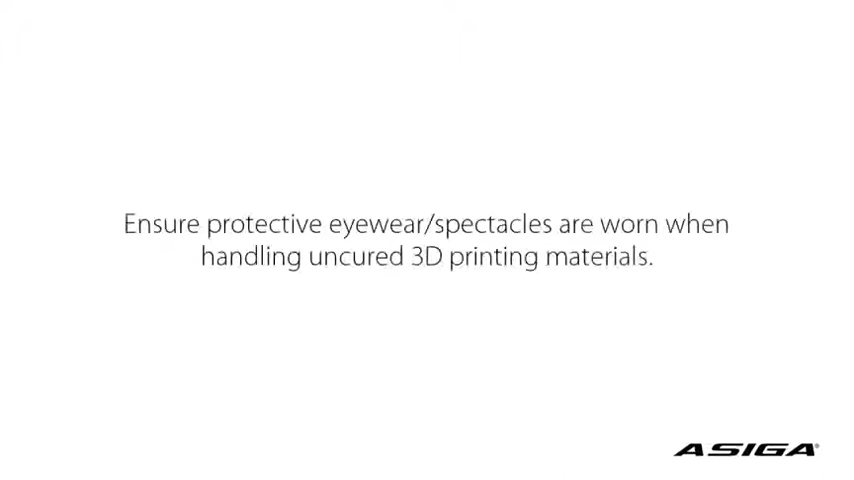 Ensure protective eyewear/spectacles are worn when
handling uncured 3D printing materials.
ASIGA®